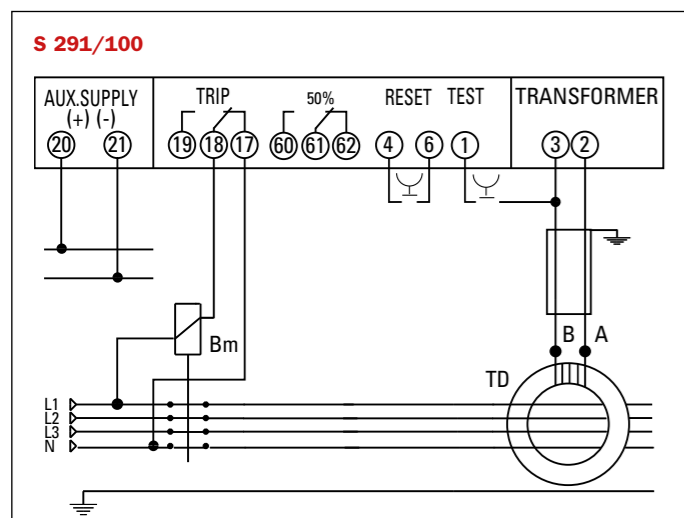 S 291/100
AUX.SUPPLY TRIP 50% RESET TEST TRANSFORMER
(+) (-)
20 21 19 18 17 60 61 62 4 6 1 3 2
Bm
B A
TD
L1
L2
L3
N